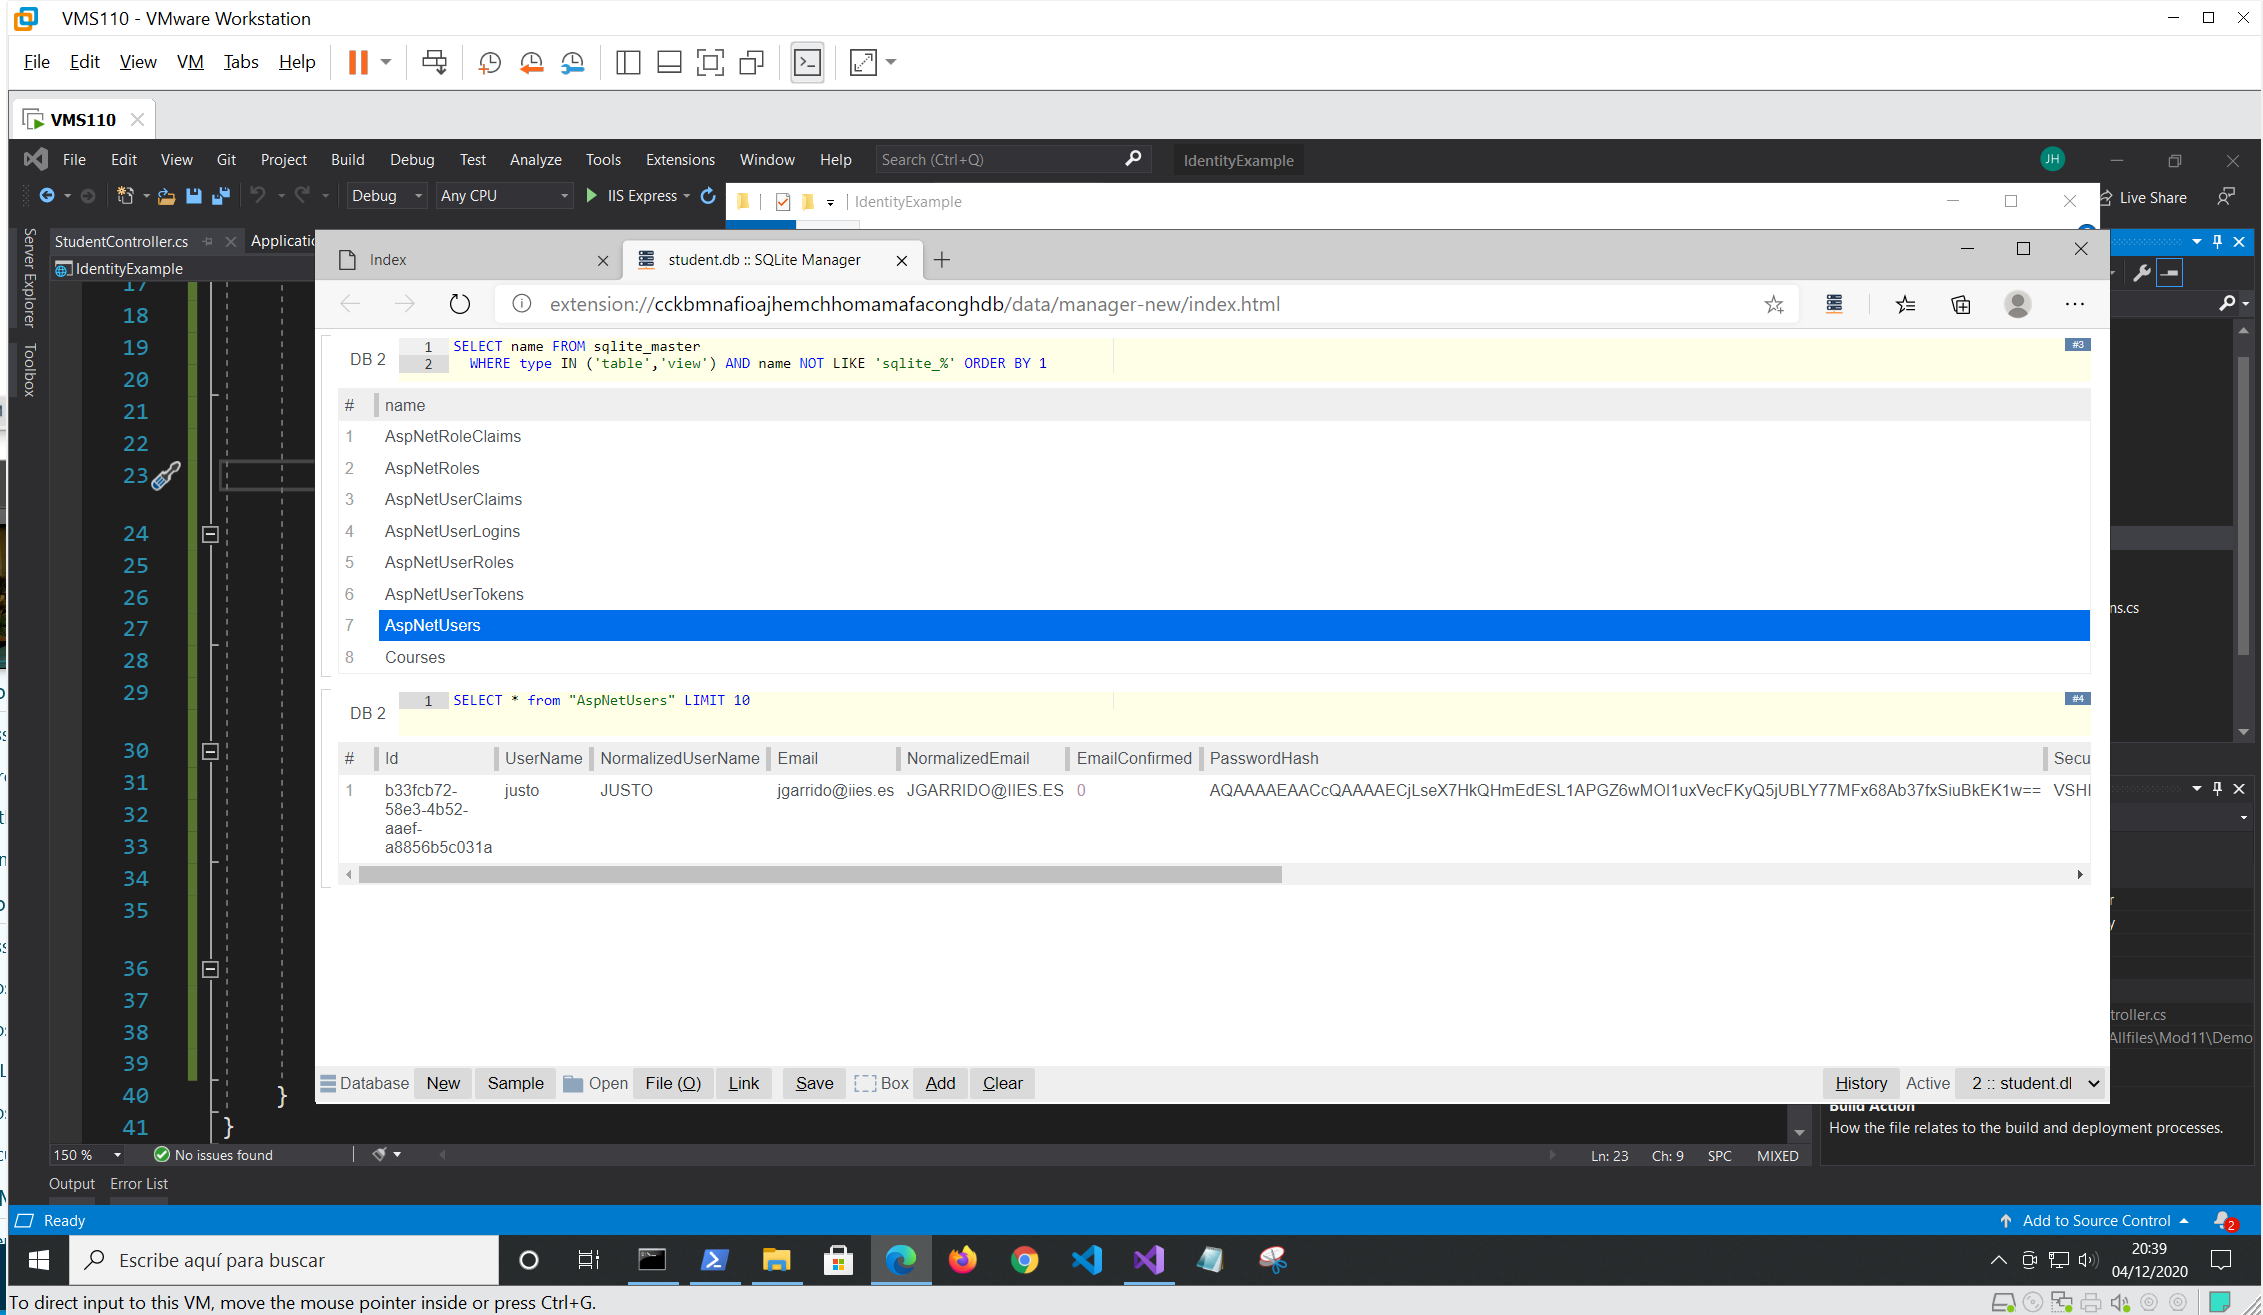 VMS110 - VMware Workstation
File Edit View VM Tabs Help
VMS110
File Edit View Git Project Build Debug Test Analyze Tools Extensions Window Help Search (Ctrl+Q) IdentityExample JH
Debug Any CPU IIS Express IdentityExample Live Share
Server Explorer
Toolbox
StudentController.cs
IdentityExample
Index student.db :: SQLite Manager
extension://cckbmnafioajhemchhomamafaconghdb/data/manager-new/index.html
DB 2
1 SELECT name FROM sqlite_master
2 WHERE type IN ('table','view') AND name NOT LIKE 'sqlite_%' ORDER BY 1
#3
# name
1 AspNetRoleClaims
2 AspNetRoles
3 AspNetUserClaims
4 AspNetUserLogins
5 AspNetUserRoles
6 AspNetUserTokens
7 AspNetUsers
8 Courses
DB 2
1 SELECT * from "AspNetUsers" LIMIT 10
#4
# Id UserName NormalizedUserName Email NormalizedEmail EmailConfirmed PasswordHash Secu
1 b33fcb72- justo JUSTO jgarrido@iies.es JGARRIDO@IIES.ES 0 AQAAAAEAACcQAAAAECjLseX7HkQHmEdESL1APGZ6wMOI1uxVecFKyQ5jUBLY77MFx68Ab37fxSiuBkEK1w==
58e3-4b52-
aaef-
a8856b5c031a
Database New Sample Open File (O) Link Save Box Add Clear History Active 2 :: student.dl
17
18
19
20
21
22
23
24
25
26
27
28
29
30
31
32
33
34
35
36
37
38
39
40 }
41 }
ns.cs
troller.cs
Allfiles\Mod11\Demo
Build Action
How the file relates to the build and deployment processes.
150 % No issues found Ln: 23 Ch: 9 SPC MIXED
Output Error List
Ready Add to Source Control 2
Escribe aquí para buscar
20:39
04/12/2020
To direct input to this VM, move the mouse pointer inside or press Ctrl+G.